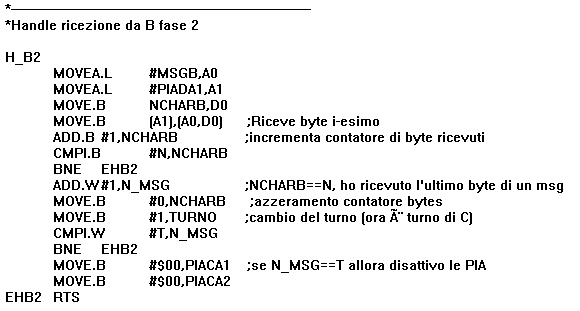 *------------------------------------------------------------
*Handle ricezione da B fase 2
H_B2
MOVEA.L #MSGB,A0
MOVEA.L #PIADA1,A1
MOVE.B NCHARB,D0
MOVE.B (A1),(A0,D0) ;Riceve byte i-esimo
ADD.B #1,NCHARB ;incrementa contatore di byte ricevuti
CMPI.B #N,NCHARB
BNE EHB2
ADD.W#1,N_MSG ;NCHARB==N, ho ricevuto l'ultimo byte di un msg
MOVE.B #0,NCHARB ;azzeramento contatore bytes
MOVE.B #1,TURNO ;cambio del turno (ora Ã¨ turno di C)
CMPI.W #T,N_MSG
BNE EHB2
MOVE.B #$00,PIACA1 ;se N_MSG==T allora disattivo le PIA
MOVE.B #$00,PIACA2
EHB2 RTS